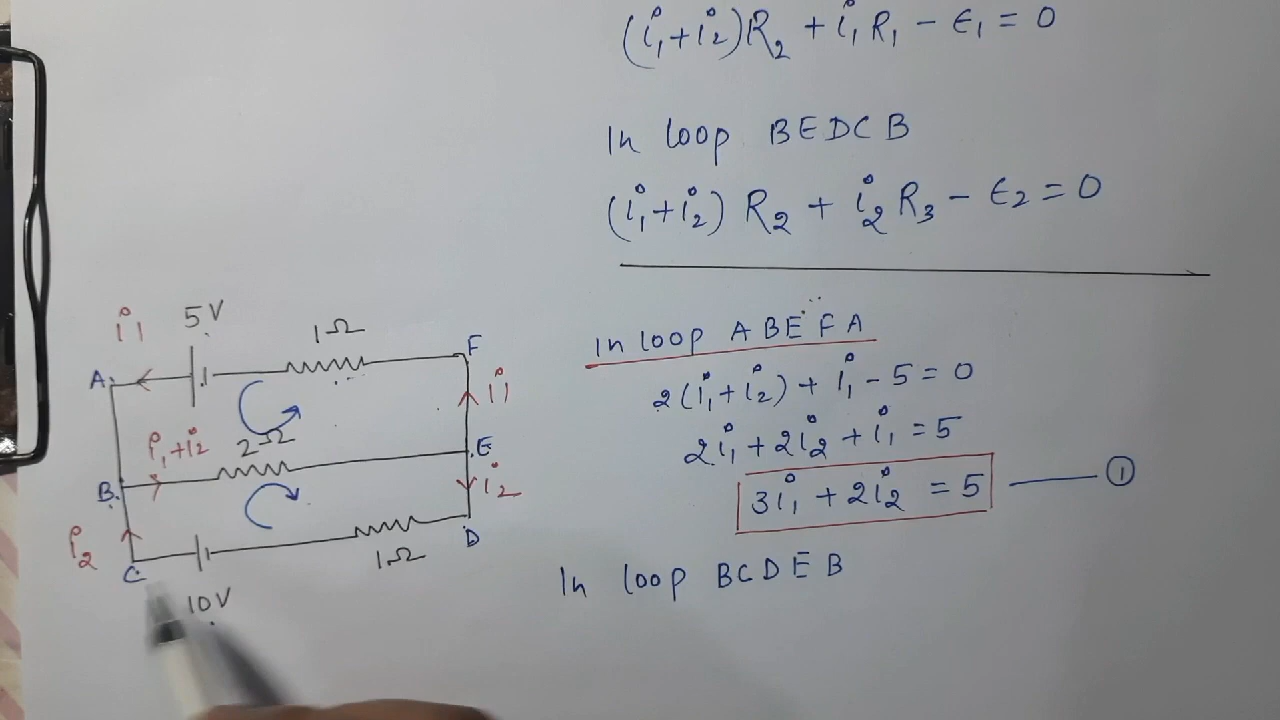 (i₁+i₂)R₂ + i₁R₁ - ϵ₁ = 0
In loop BEDCB
(i₁+i₂) R₂ + i₂ R₃ - ϵ₂ = 0
In loop ABEFA
2(i₁+i₂) + i₁ - 5 = 0
2i₁ + 2i₂ + i₁ = 5
3i₁ + 2i₂ = 5 —— ①
In loop BCDEB
i₁ 5V 1Ω F
A
i₁
i₁+i₂ 2Ω E
B i₂
i₂ D
C 1Ω
10V